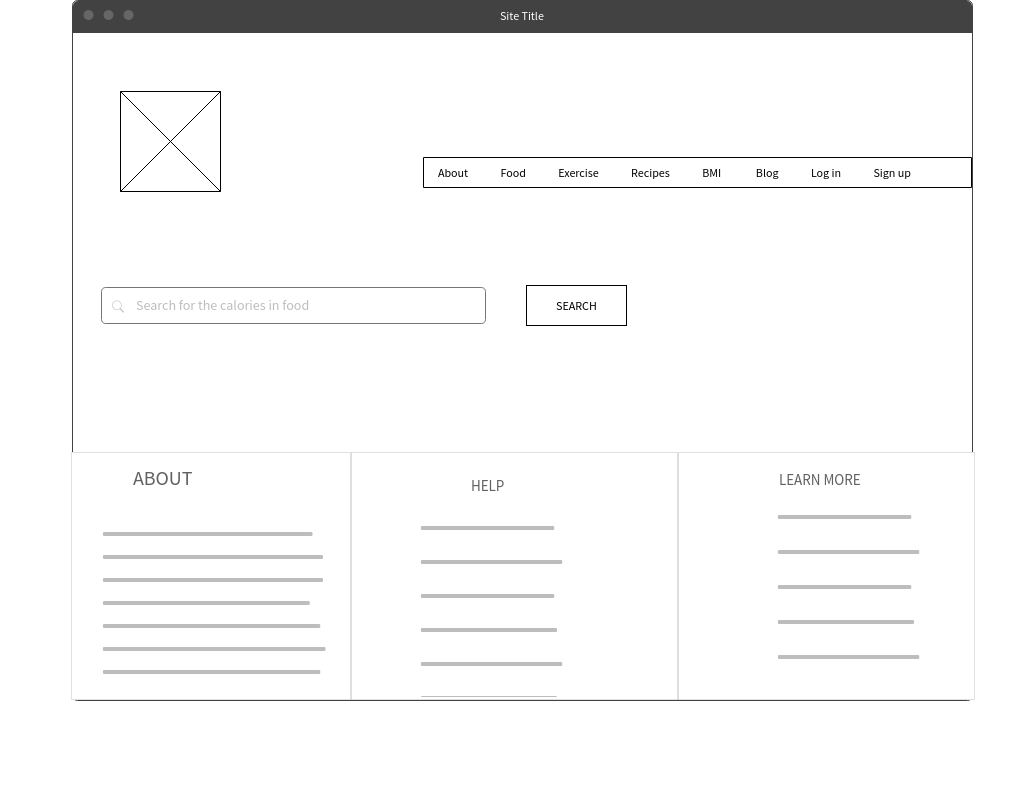 Site Title
About Food Exercise Recipes BMI Blog Log in Sign up
Search for the calories in food
SEARCH
ABOUT
HELP
LEARN MORE